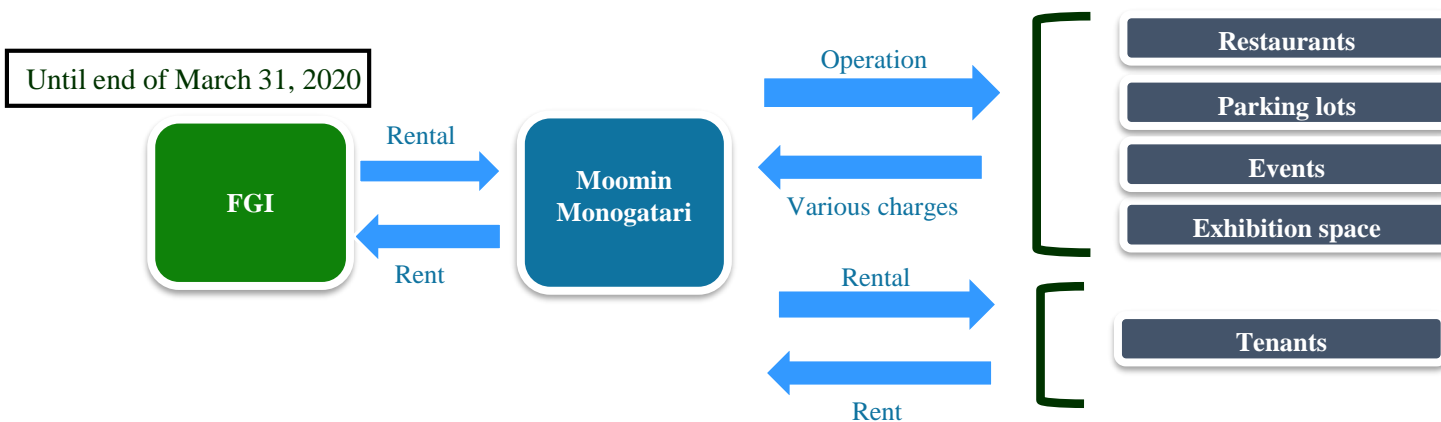 Until end of March 31, 2020
FGI
Rental
Rent
Moomin
Monogatari
Operation
Various charges
Restaurants
Parking lots
Events
Exhibition space
Rental
Rent
Tenants